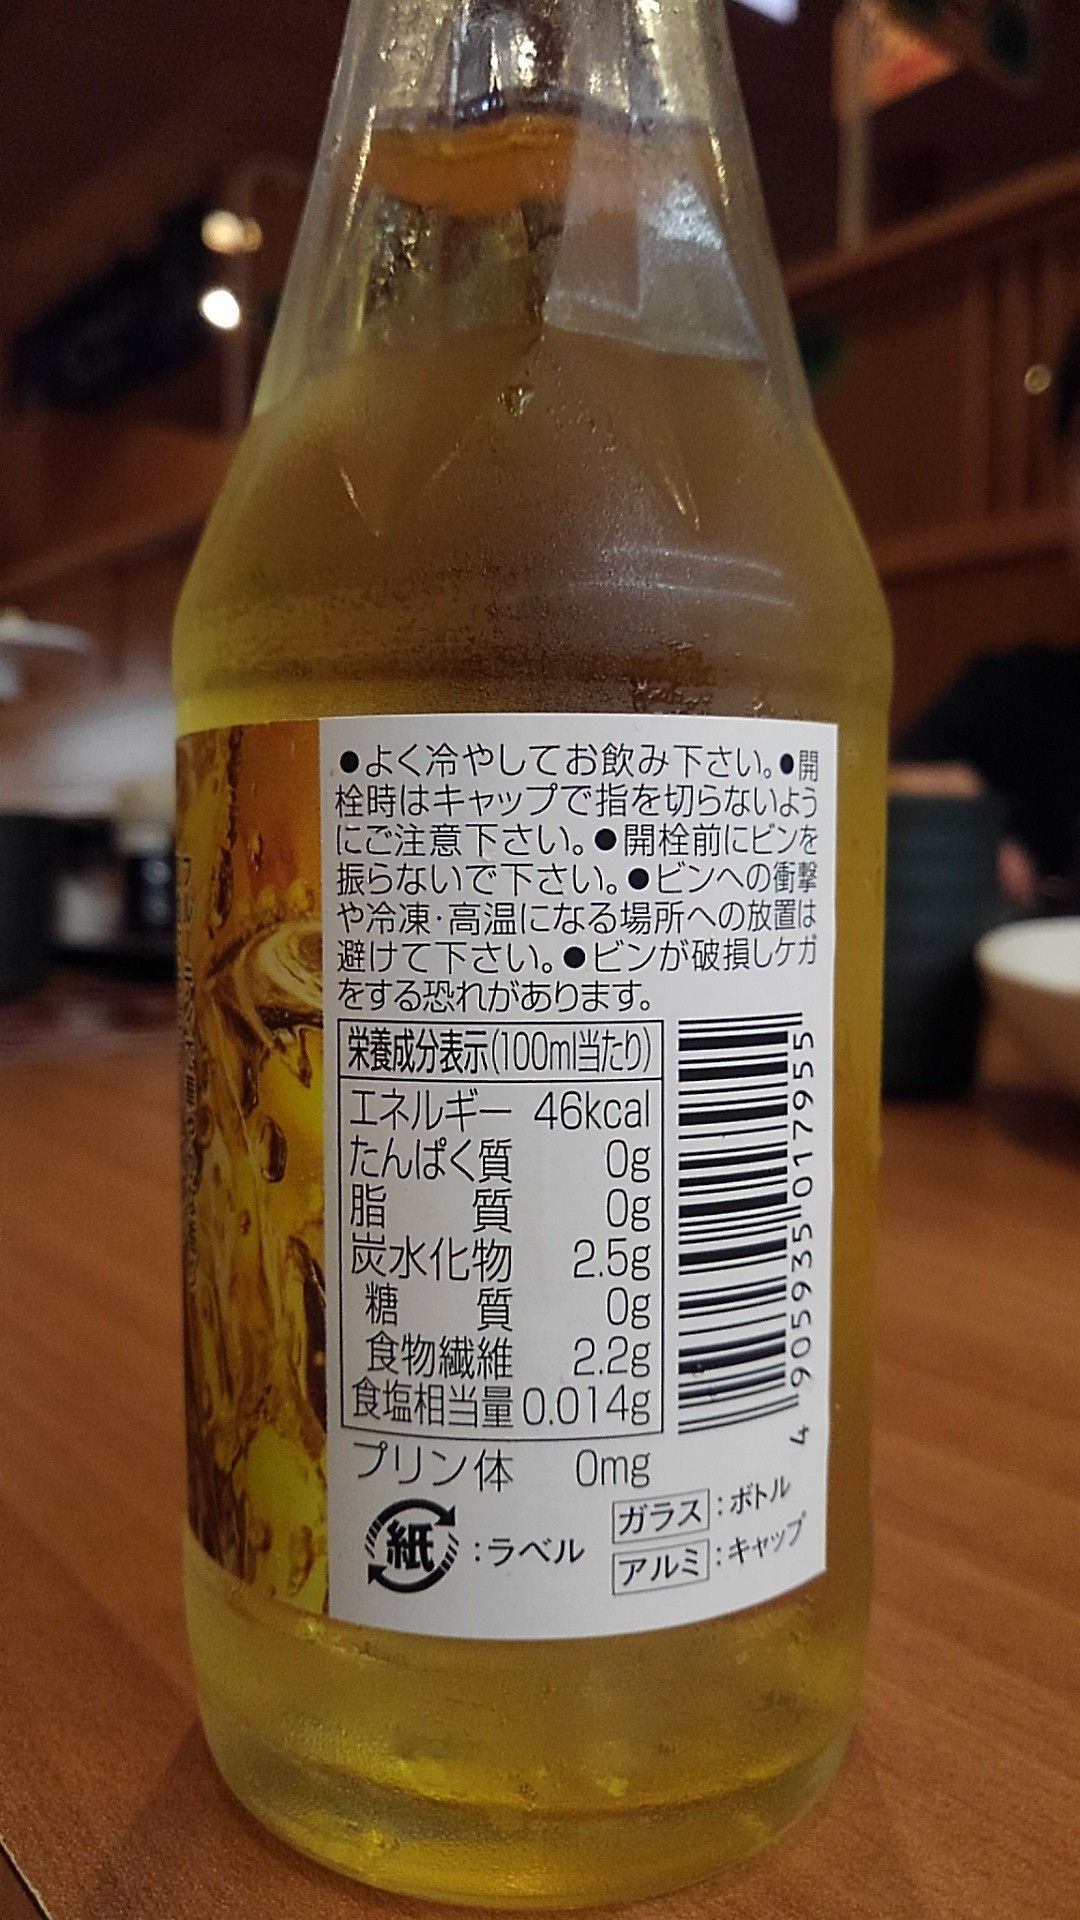 ●よく冷やしてお飲み下さい。●開
栓時はキャップで指を切らないよう
にご注意下さい。●開栓前にビンを
振らないで下さい。●ビンへの衝撃
や冷凍・高温になる場所への放置は
避けて下さい。●ビンが破損しケガ
をする恐れがあります。
栄養成分表示(100ml当たり)
エネルギー 46kcal
たんぱく質 0g
脂質 0g
炭水化物 2.5g
糖質 0g
食物繊維 2.2g
食塩相当量 0.014g
プリン体 0mg
紙:ラベル
ガラス:ボトル
アルミ:キャップ
4 905935 017955